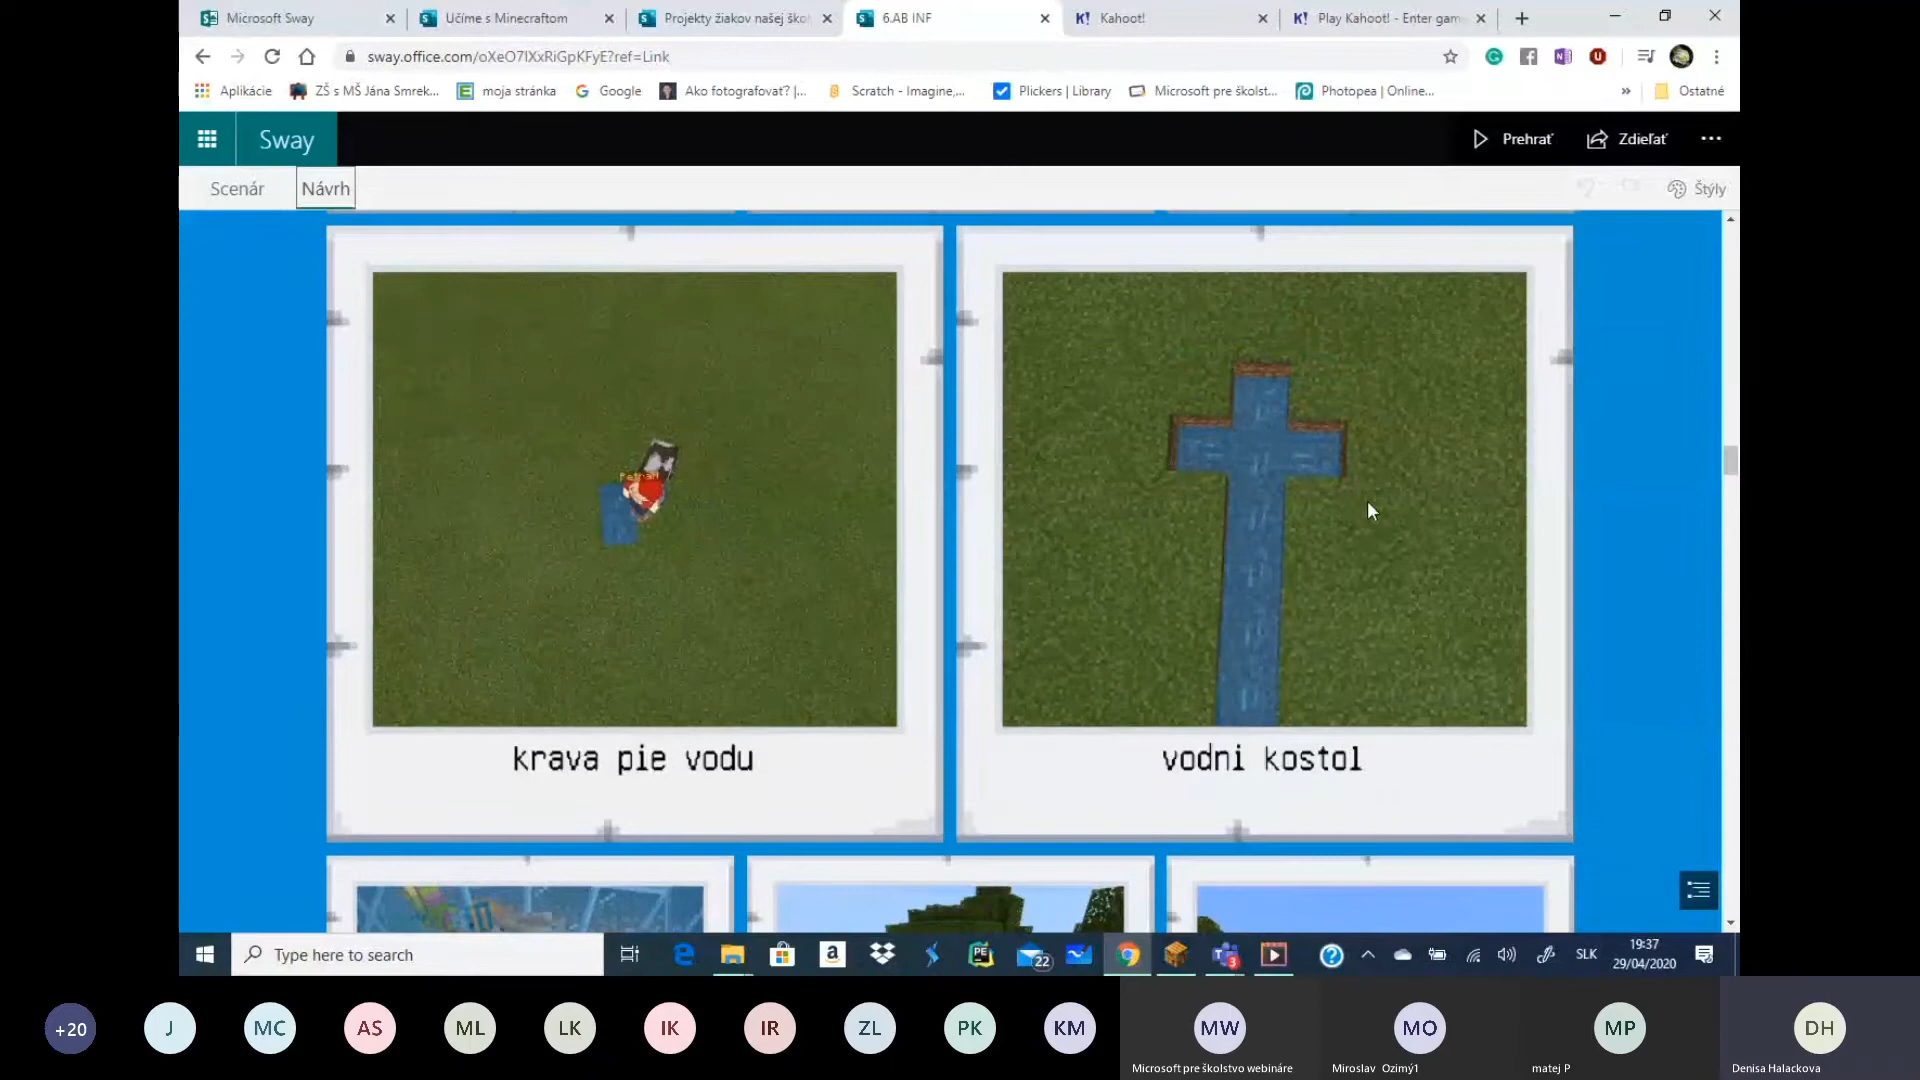 Microsoft Sway
Učíme s Minecraftom
Projekty žiakov našej ško
6.AB INF
K! Kahoot!
K! Play Kahoot! - Enter gam
sway.office.com/oXeO7IXxRiGpKFyE?ref=Link
Aplikácie
ZŠ s MŠ Jána Smrek...
moja stránka
Google
Ako fotografovať? |...
Scratch - Imagine,...
Plickers | Library
Microsoft pre školst...
Photopea | Online...
»
Ostatné
Sway
Prehrať
Zdieľať
Scenár
Návrh
Štýly
krava pie vodu
vodni kostol
Type here to search
22
3
SLK
19:37
29/04/2020
+20
J
MC
AS
ML
LK
IK
IR
ZL
PK
KM
MW
MO
MP
DH
Microsoft pre školstvo webináre
Miroslav Ozimý1
matej P
Denisa Halackova